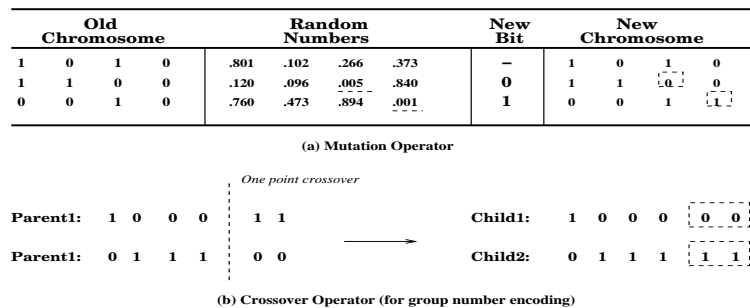 Old Chromosome Random Numbers New Bit New Chromosome
1 0 1 0 .801 .102 .266 .373 – 1 0 1 0
1 1 0 0 .120 .096 .005 .840 0 1 1 0 0
0 0 1 0 .760 .473 .894 .001 1 0 0 1 1
(a) Mutation Operator
One point crossover
Parent1: 1 0 0 0 1 1 Child1: 1 0 0 0 0 0
Parent1: 0 1 1 1 0 0 Child2: 0 1 1 1 1 1
(b) Crossover Operator (for group number encoding)